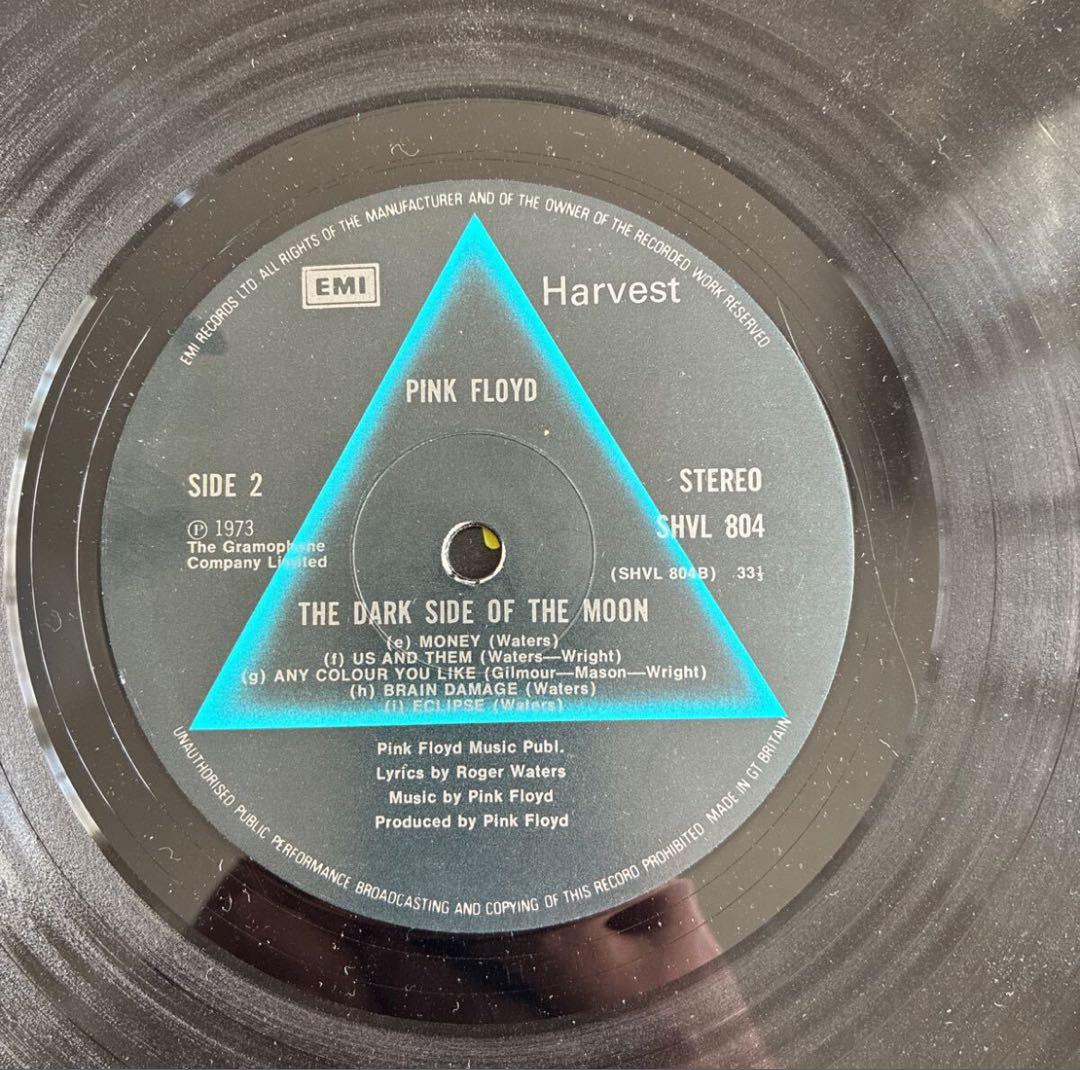 EMI RECORDS LTD ALL RIGHTS OF THE MANUFACTURER AND OF THE OWNER OF THE RECORDED WORK RESERVED
EMI
Harvest
PINK FLOYD
SIDE 2
STEREO
Ⓟ 1973
SHVL 804
The Gramophone
Company Limited
(SHVL 804B) 33⅓
THE DARK SIDE OF THE MOON
(e) MONEY (Waters)
(f) US AND THEM (Waters—Wright)
(g) ANY COLOUR YOU LIKE (Gilmour—Mason—Wright)
(h) BRAIN DAMAGE (Waters)
(i) ECLIPSE (Waters)
Pink Floyd Music Publ.
Lyrics by Roger Waters
Music by Pink Floyd
Produced by Pink Floyd
UNAUTHORISED PUBLIC PERFORMANCE BROADCASTING AND COPYING OF THIS RECORD PROHIBITED MADE IN GT BRITAIN